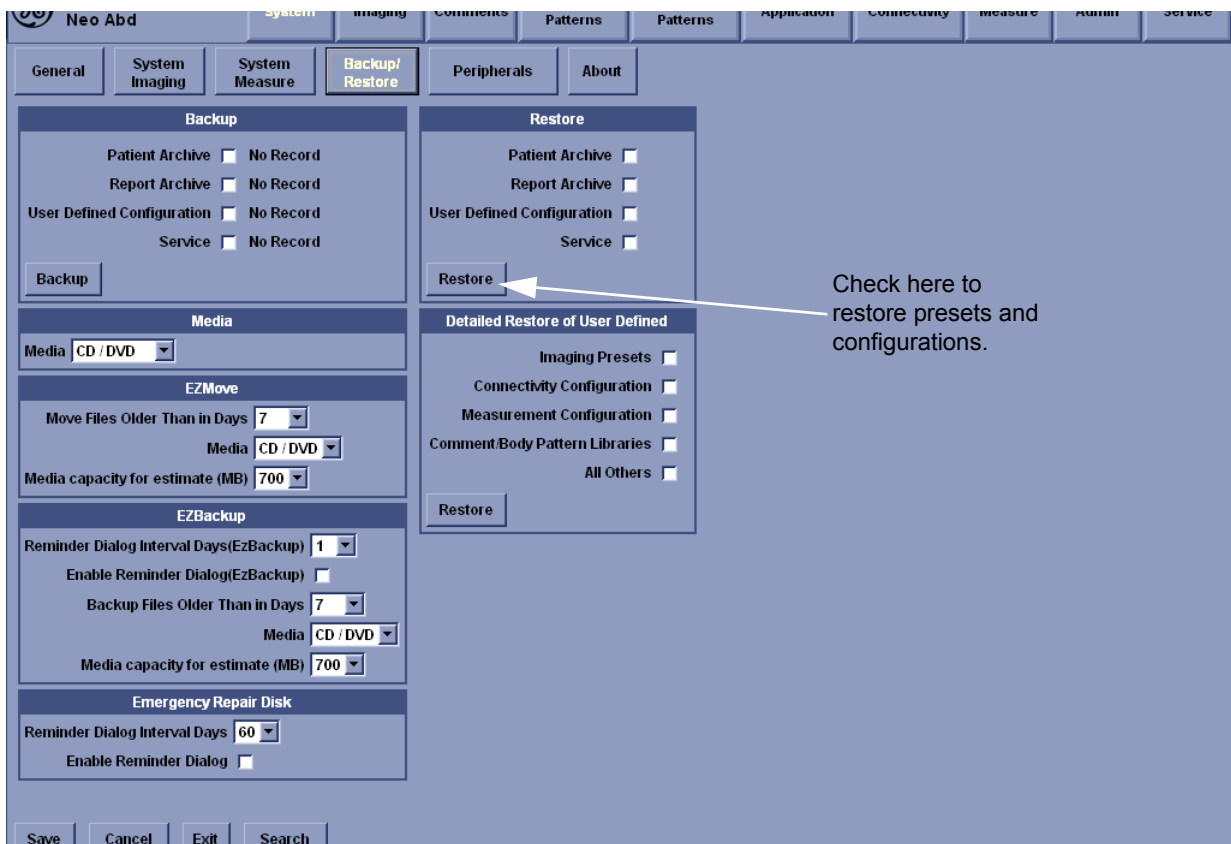 Neo Abd
System Imaging Comments Patterns Patterns Application Connectivity Measure Admin Service
General System Imaging System Measure Backup/ Restore Peripherals About
Backup
Patient Archive No Record
Report Archive No Record
User Defined Configuration No Record
Service No Record
Backup
Restore
Patient Archive
Report Archive
User Defined Configuration
Service
Restore
Check here to
restore presets and
configurations.
Media
Media CD / DVD
EZMove
Move Files Older Than in Days 7
Media CD / DVD
Media capacity for estimate (MB) 700
Detailed Restore of User Defined
Imaging Presets
Connectivity Configuration
Measurement Configuration
Comment/Body Pattern Libraries
All Others
Restore
EZBackup
Reminder Dialog Interval Days(EzBackup) 1
Enable Reminder Dialog(EzBackup)
Backup Files Older Than in Days 7
Media CD / DVD
Media capacity for estimate (MB) 700
Emergency Repair Disk
Reminder Dialog Interval Days 60
Enable Reminder Dialog
Save Cancel Exit Search